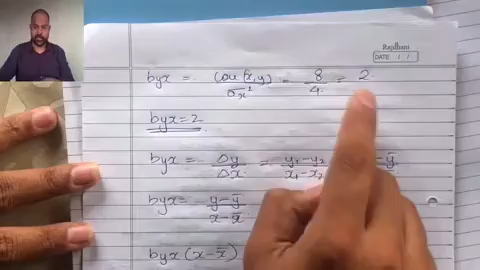 Rajdhani
DATE / /
byx = Cov(x,y) / σx² = 8 / 4 = 2
byx = 2
byx = Δy / Δx = y₁-y₂ / x₁-x₂ - ȳ
byx = y-ȳ / x-x̄
byx (x-x̄)